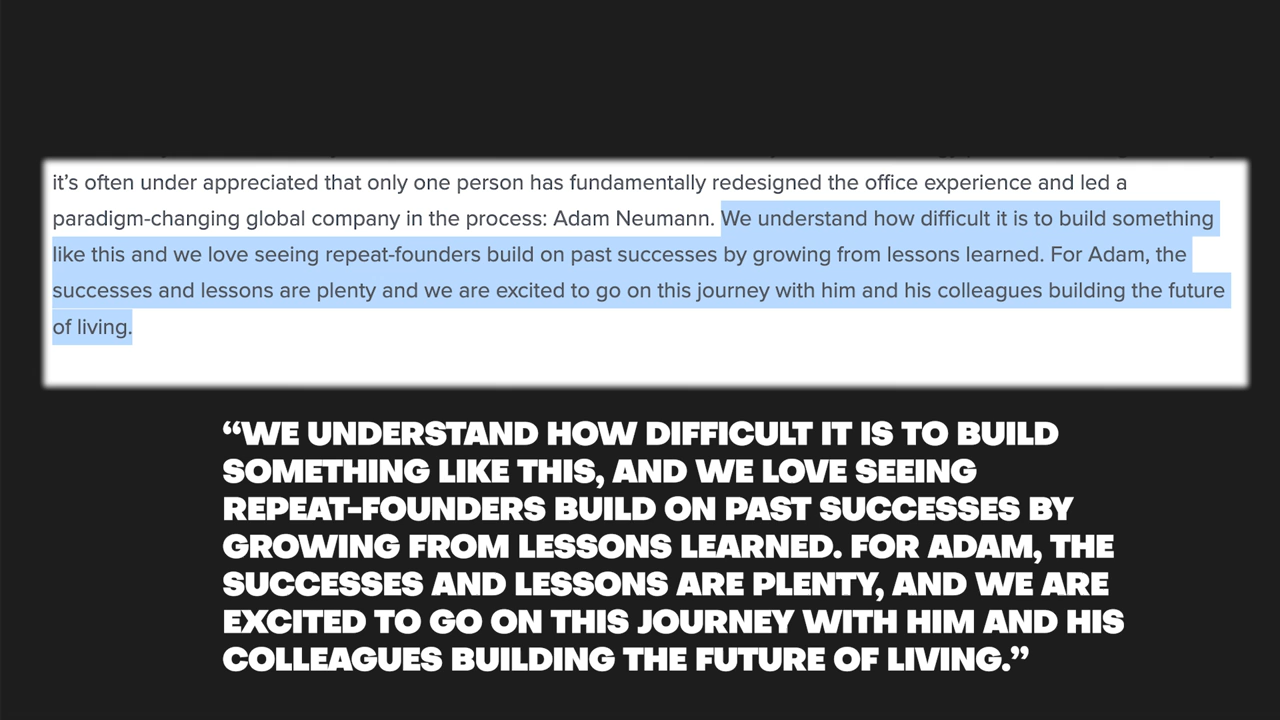 it’s often under appreciated that only one person has fundamentally redesigned the office experience and led a
paradigm-changing global company in the process: Adam Neumann. We understand how difficult it is to build something
like this and we love seeing repeat-founders build on past successes by growing from lessons learned. For Adam, the
successes and lessons are plenty and we are excited to go on this journey with him and his colleagues building the future
of living.
“WE UNDERSTAND HOW DIFFICULT IT IS TO BUILD
SOMETHING LIKE THIS, AND WE LOVE SEEING
REPEAT-FOUNDERS BUILD ON PAST SUCCESSES BY
GROWING FROM LESSONS LEARNED. FOR ADAM, THE
SUCCESSES AND LESSONS ARE PLENTY, AND WE ARE
EXCITED TO GO ON THIS JOURNEY WITH HIM AND HIS
COLLEAGUES BUILDING THE FUTURE OF LIVING.”